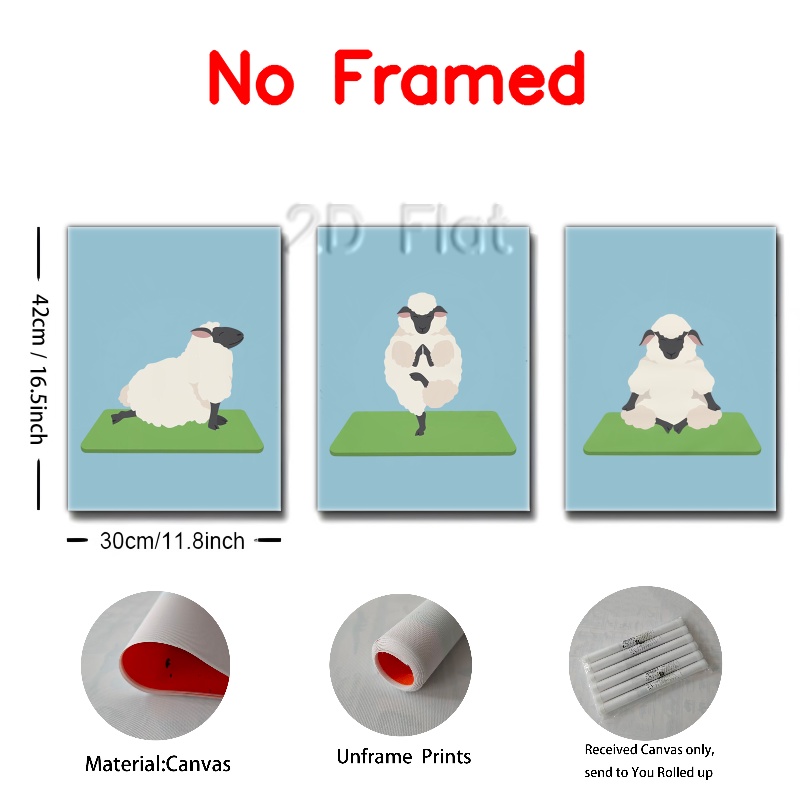 No Framed
2D Flat
42cm / 16.5inch
30cm/11.8inch
Material:Canvas
Unframe Prints
Received Canvas only,
send to You Rolled up